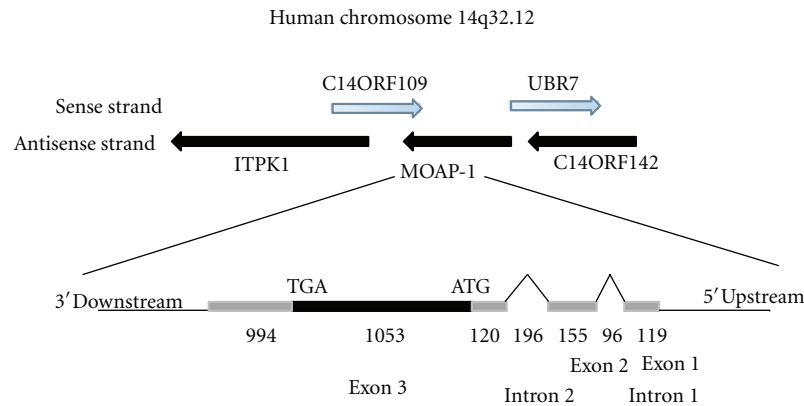 Human chromosome 14q32.12
C14ORF109
UBR7
Sense strand
Antisense strand
ITPK1
MOAP-1
C14ORF142
TGA
ATG
3′ Downstream
5′ Upstream
994 1053 120 196 155 96 119
Exon 2 Exon 1
Exon 3
Intron 2 Intron 1